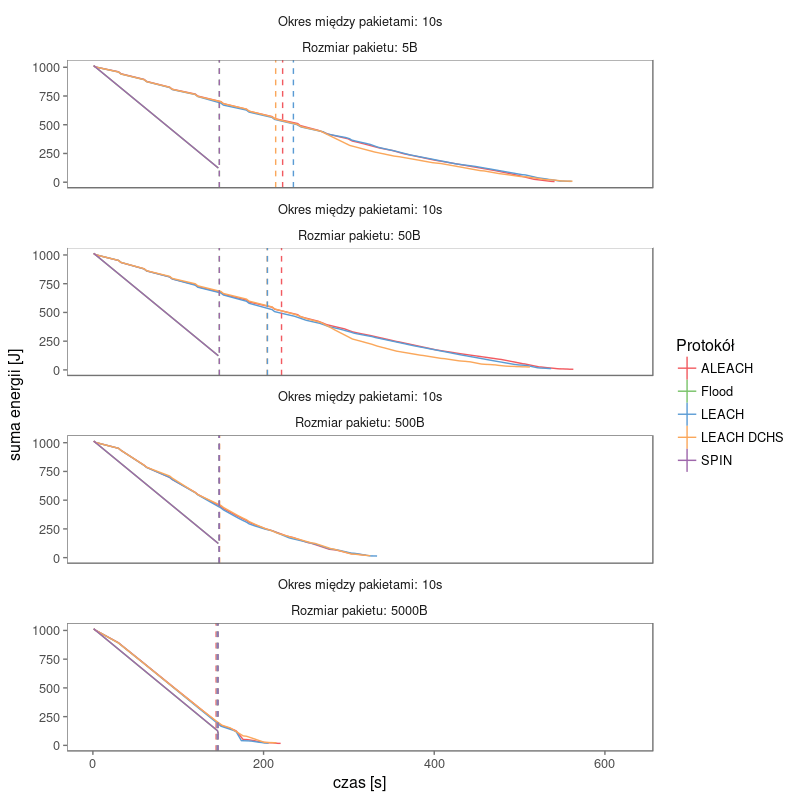 Okres między pakietami: 10s
Rozmiar pakietu: 5B
1000
750
500
250
0
Okres między pakietami: 10s
Rozmiar pakietu: 50B
1000
750
500
250
0
Okres między pakietami: 10s
Rozmiar pakietu: 500B
1000
750
500
250
0
Okres między pakietami: 10s
Rozmiar pakietu: 5000B
1000
750
500
250
0
0 200 400 600
czas [s]
suma energii [J]
Protokół
ALEACH
Flood
LEACH
LEACH DCHS
SPIN